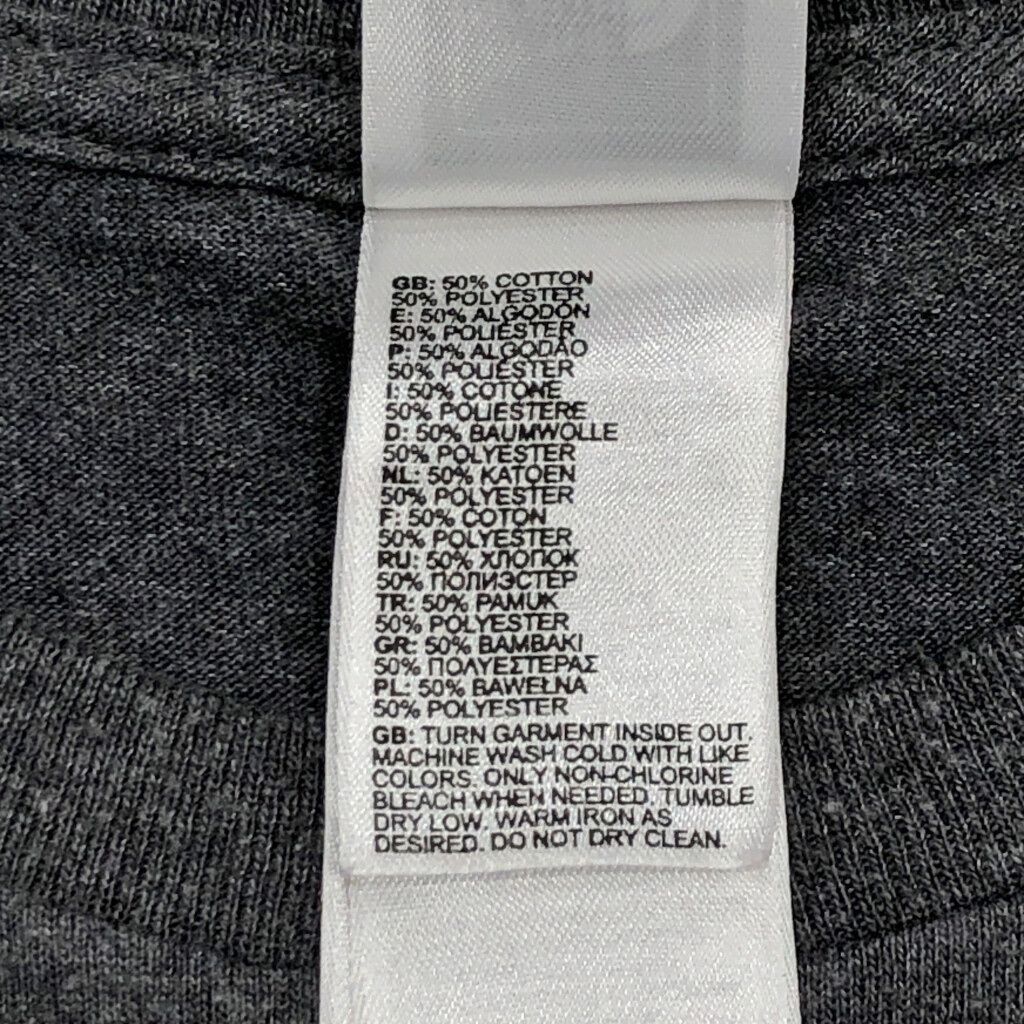 GB: 50% COTTON
50% POLYESTER
E: 50% ALGODÓN
50% POLIÉSTER
P: 50% ALGODÃO
50% POLIÉSTER
I: 50% COTONE
50% POLIESTERE
D: 50% BAUMWOLLE
50% POLYESTER
NL: 50% KATOEN
50% POLYESTER
F: 50% COTON
50% POLYESTER
RU: 50% ХЛОПОК
50% ПОЛИЭСТЕР
TR: 50% PAMUK
50% POLYESTER
GR: 50% ΒΑΜΒΑΚΙ
50% ΠΟΛΥΕΣΤΕΡΑΣ
PL: 50% BAWEŁNA
50% POLYESTER
GB: TURN GARMENT INSIDE OUT.
MACHINE WASH COLD WITH LIKE
COLORS. ONLY NON-CHLORINE
BLEACH WHEN NEEDED. TUMBLE
DRY LOW. WARM IRON AS
DESIRED. DO NOT DRY CLEAN.